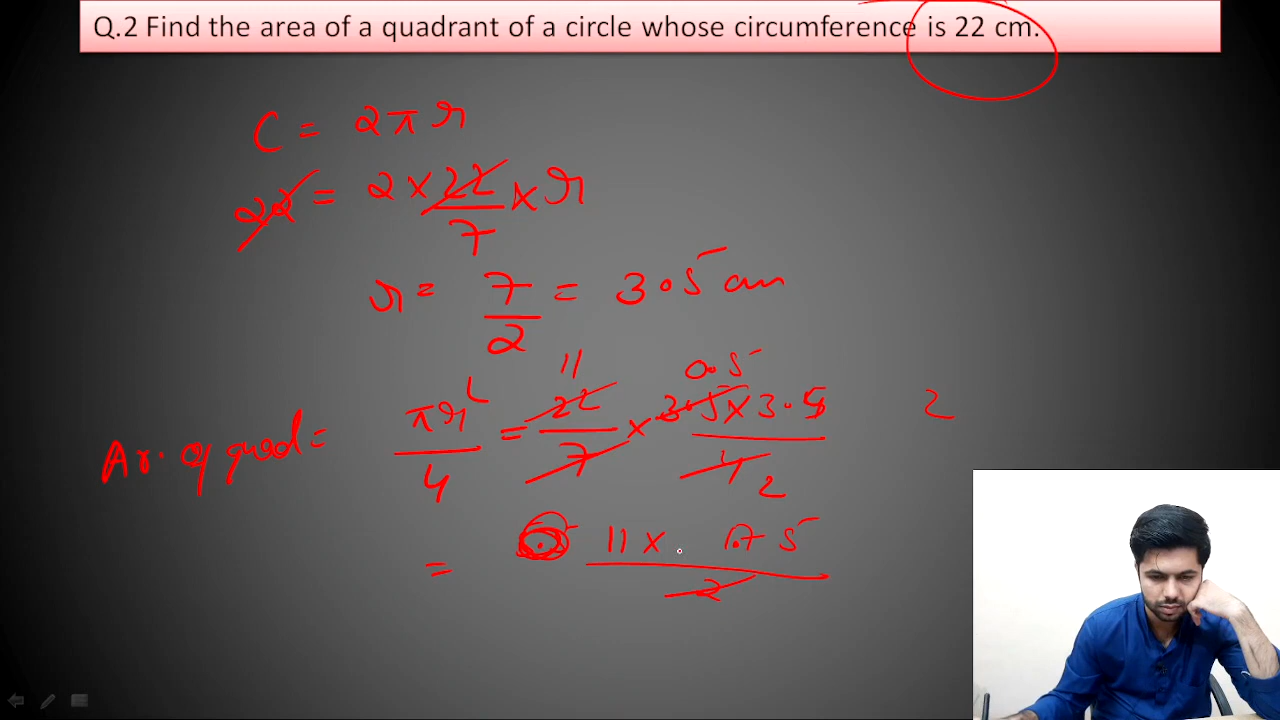 Q.2 Find the area of a quadrant of a circle whose circumference is 22 cm.
C = 2πr
22 = 2 × 22/7 × r
r = 7/2 = 3.5 cm
11 0.5
Ar. of quad = πr²/4 = 22/7 × 3.5 × 3.5/4 2
2
= 11 × .75/2